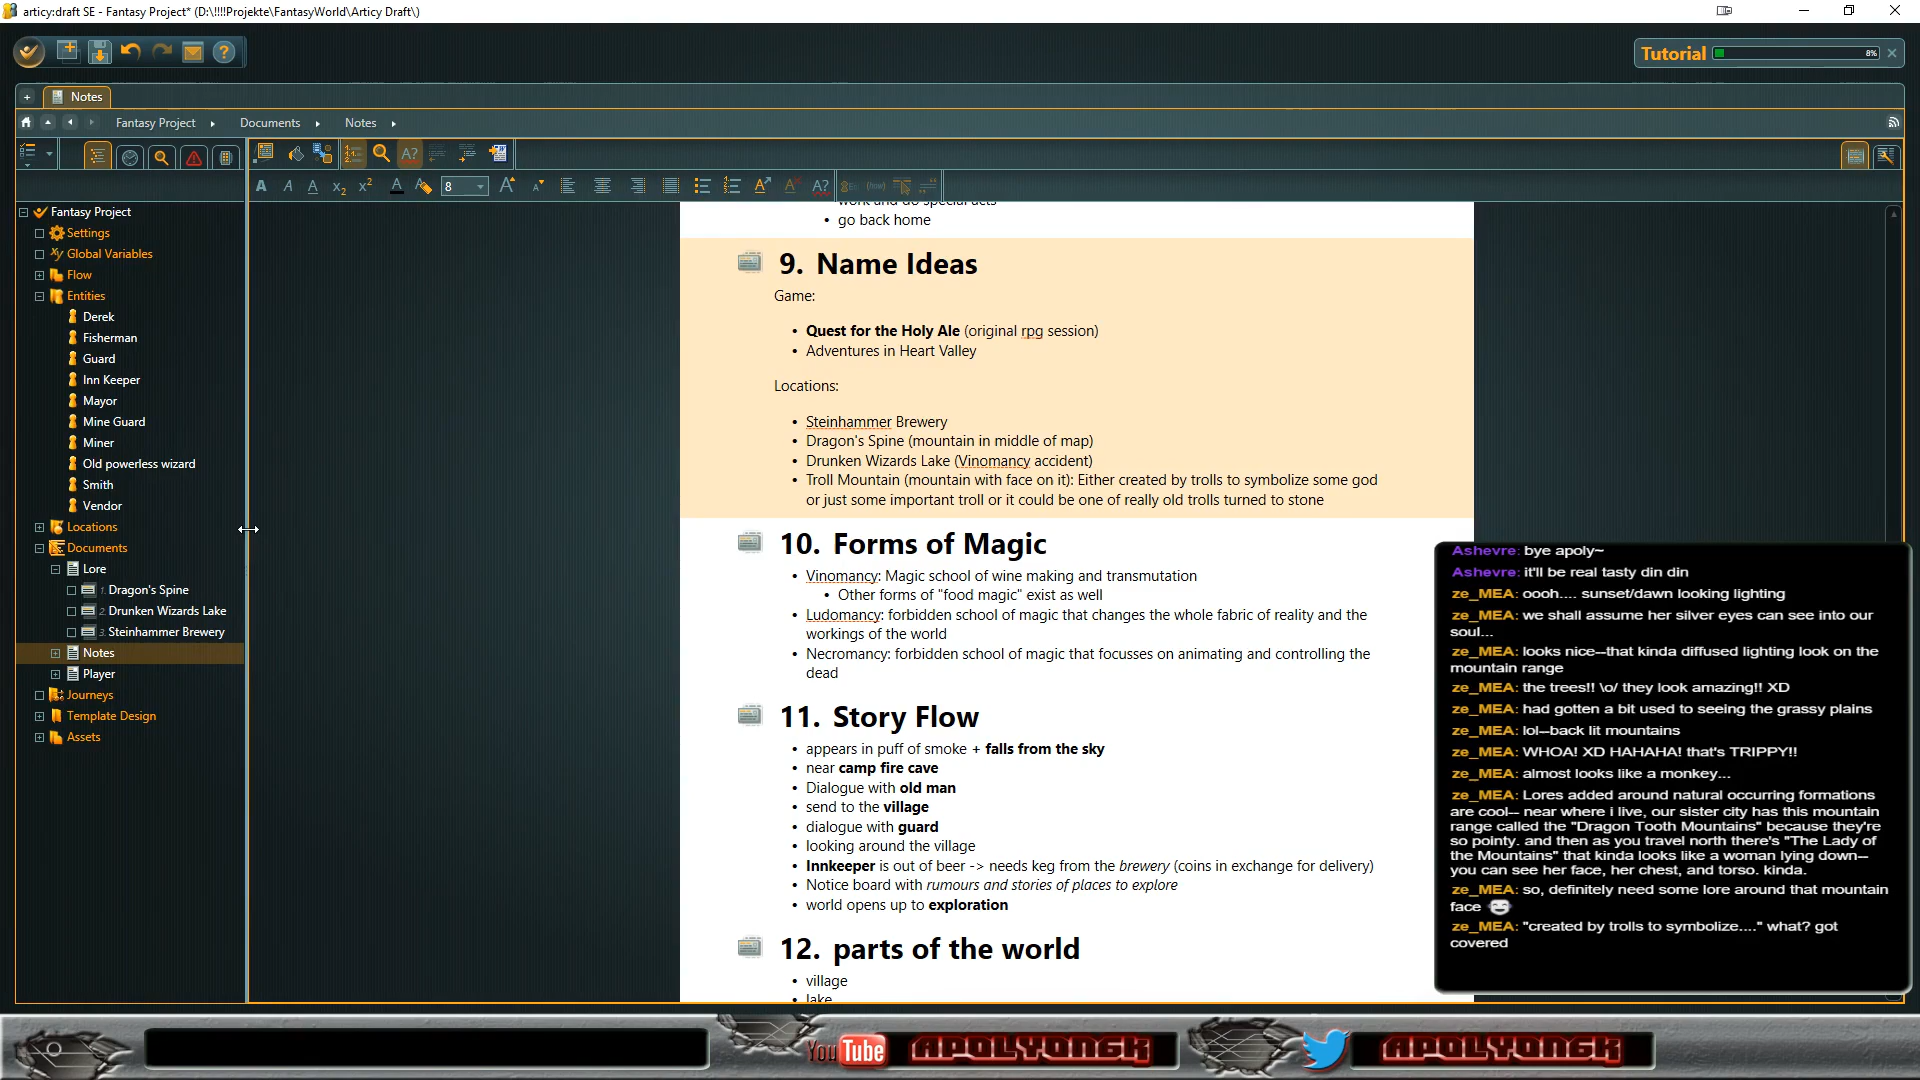 articy:draft SE - Fantasy Project* (D:\!!!!Projekte\FantasyWorld\Articy Draft\)
Tutorial 8%
Notes
Fantasy Project
Documents
Notes
8
Fantasy Project
Settings
Global Variables
Flow
Entities
Derek
Fisherman
Guard
Inn Keeper
Mayor
Mine Guard
Miner
Old powerless wizard
Smith
Vendor
Locations
Documents
Lore
1. Dragon's Spine
2. Drunken Wizards Lake
3. Steinhammer Brewery
Notes
Player
Journeys
Template Design
Assets
work and do special acts
• go back home
9. Name Ideas
Game:
• Quest for the Holy Ale (original rpg session)
• Adventures in Heart Valley
Locations:
• Steinhammer Brewery
• Dragon's Spine (mountain in middle of map)
• Drunken Wizards Lake (Vinomancy accident)
• Troll Mountain (mountain with face on it): Either created by trolls to symbolize some god
or just some important troll or it could be one of really old trolls turned to stone
10. Forms of Magic
• Vinomancy: Magic school of wine making and transmutation
• Other forms of "food magic" exist as well
• Ludomancy: forbidden school of magic that changes the whole fabric of reality and the
workings of the world
• Necromancy: forbidden school of magic that focusses on animating and controlling the
dead
11. Story Flow
• appears in puff of smoke + falls from the sky
• near camp fire cave
• Dialogue with old man
• send to the village
• dialogue with guard
• looking around the village
• Innkeeper is out of beer -> needs keg from the brewery (coins in exchange for delivery)
• Notice board with rumours and stories of places to explore
• world opens up to exploration
12. parts of the world
• village
• lake
Ashevre: bye apoly~
Ashevre: it'll be real tasty din din
ze_MEA: oooh.... sunset/dawn looking lighting
ze_MEA: we shall assume her silver eyes can see into our
soul...
ze_MEA: looks nice--that kinda diffused lighting look on the
mountain range
ze_MEA: the trees!! \o/ they look amazing!! XD
ze_MEA: had gotten a bit used to seeing the grassy plains
ze_MEA: lol--back lit mountains
ze_MEA: WHOA! XD HAHAHA! that's TRIPPY!!
ze_MEA: almost looks like a monkey...
ze_MEA: Lores added around natural occurring formations
are cool-- near where i live, our sister city has this mountain
range called the "Dragon Tooth Mountains" because they're
so pointy. and then as you travel north there's "The Lady of
the Mountains" that kinda looks like a woman lying down--
you can see her face, her chest, and torso. kinda.
ze_MEA: so, definitely need some lore around that mountain
face
ze_MEA: "created by trolls to symbolize...." what? got
covered
YouTube APOLYON6K APOLYON6K